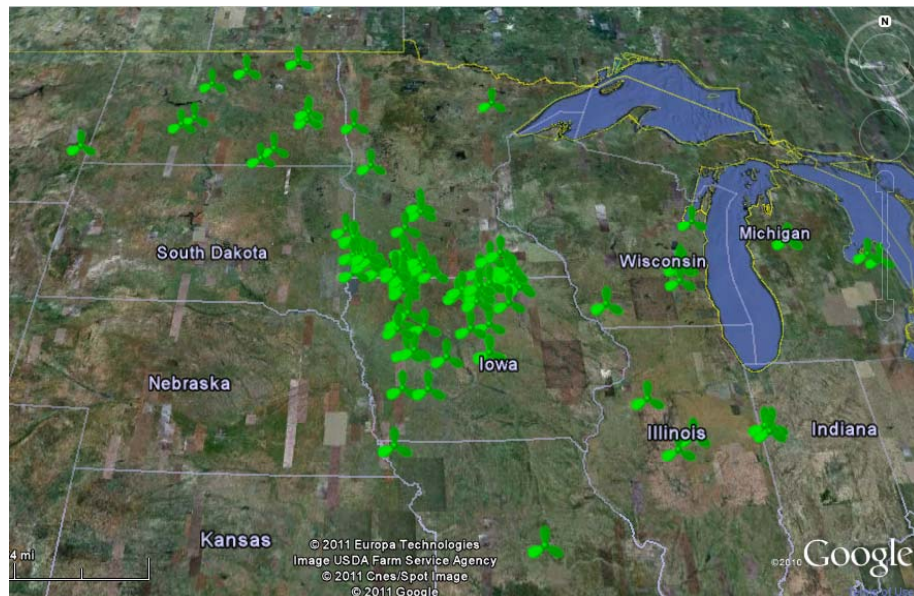 N
Michigan
South Dakota
Wisconsin
Iowa
Nebraska
Illinois
Indiana
Kansas
4 mi
© 2011 Europa Technologies
Image USDA Farm Service Agency
© 2011 Cnes/Spot Image
© 2011 Google
©2010 Google